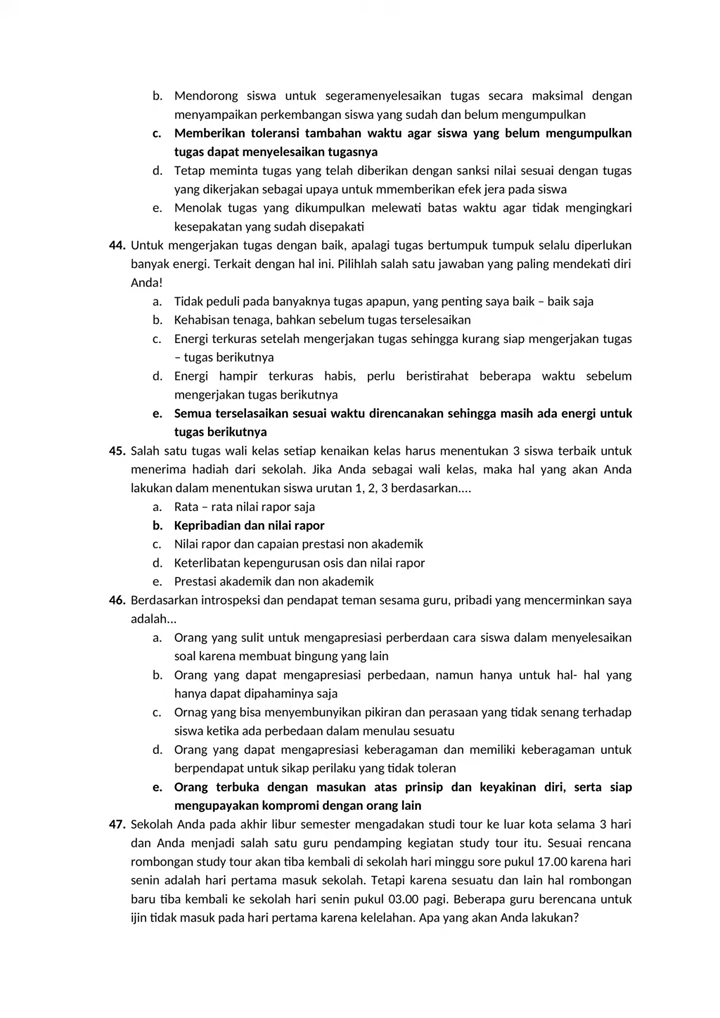 b. Mendorong siswa untuk segeramenyelesaikan tugas secara maksimal dengan
menyampaikan perkembangan siswa yang sudah dan belum mengumpulkan
c. Memberikan toleransi tambahan waktu agar siswa yang belum mengumpulkan
tugas dapat menyelesaikan tugasnya
d. Tetap meminta tugas yang telah diberikan dengan sanksi nilai sesuai dengan tugas
yang dikerjakan sebagai upaya untuk mmemberikan efek jera pada siswa
e. Menolak tugas yang dikumpulkan melewati batas waktu agar tidak mengingkari
kesepakatan yang sudah disepakati
44. Untuk mengerjakan tugas dengan baik, apalagi tugas bertumpuk tumpuk selalu diperlukan
banyak energi. Terkait dengan hal ini. Pilihlah salah satu jawaban yang paling mendekati diri
Anda!
a. Tidak peduli pada banyaknya tugas apapun, yang penting saya baik – baik saja
b. Kehabisan tenaga, bahkan sebelum tugas terselesaikan
c. Energi terkuras setelah mengerjakan tugas sehingga kurang siap mengerjakan tugas
– tugas berikutnya
d. Energi hampir terkuras habis, perlu beristirahat beberapa waktu sebelum
mengerjakan tugas berikutnya
e. Semua terselasaikan sesuai waktu direncanakan sehingga masih ada energi untuk
tugas berikutnya
45. Salah satu tugas wali kelas setiap kenaikan kelas harus menentukan 3 siswa terbaik untuk
menerima hadiah dari sekolah. Jika Anda sebagai wali kelas, maka hal yang akan Anda
lakukan dalam menentukan siswa urutan 1, 2, 3 berdasarkan....
a. Rata – rata nilai rapor saja
b. Kepribadian dan nilai rapor
c. Nilai rapor dan capaian prestasi non akademik
d. Keterlibatan kepengurusan osis dan nilai rapor
e. Prestasi akademik dan non akademik
46. Berdasarkan introspeksi dan pendapat teman sesama guru, pribadi yang mencerminkan saya
adalah...
a. Orang yang sulit untuk mengapresiasi perberdaan cara siswa dalam menyelesaikan
soal karena membuat bingung yang lain
b. Orang yang dapat mengapresiasi perbedaan, namun hanya untuk hal- hal yang
hanya dapat dipahaminya saja
c. Ornag yang bisa menyembunyikan pikiran dan perasaan yang tidak senang terhadap
siswa ketika ada perbedaan dalam menulau sesuatu
d. Orang yang dapat mengapresiasi keberagaman dan memiliki keberagaman untuk
berpendapat untuk sikap perilaku yang tidak toleran
e. Orang terbuka dengan masukan atas prinsip dan keyakinan diri, serta siap
mengupayakan kompromi dengan orang lain
47. Sekolah Anda pada akhir libur semester mengadakan studi tour ke luar kota selama 3 hari
dan Anda menjadi salah satu guru pendamping kegiatan study tour itu. Sesuai rencana
rombongan study tour akan tiba kembali di sekolah hari minggu sore pukul 17.00 karena hari
senin adalah hari pertama masuk sekolah. Tetapi karena sesuatu dan lain hal rombongan
baru tiba kembali ke sekolah hari senin pukul 03.00 pagi. Beberapa guru berencana untuk
ijin tidak masuk pada hari pertama karena kelelahan. Apa yang akan Anda lakukan?